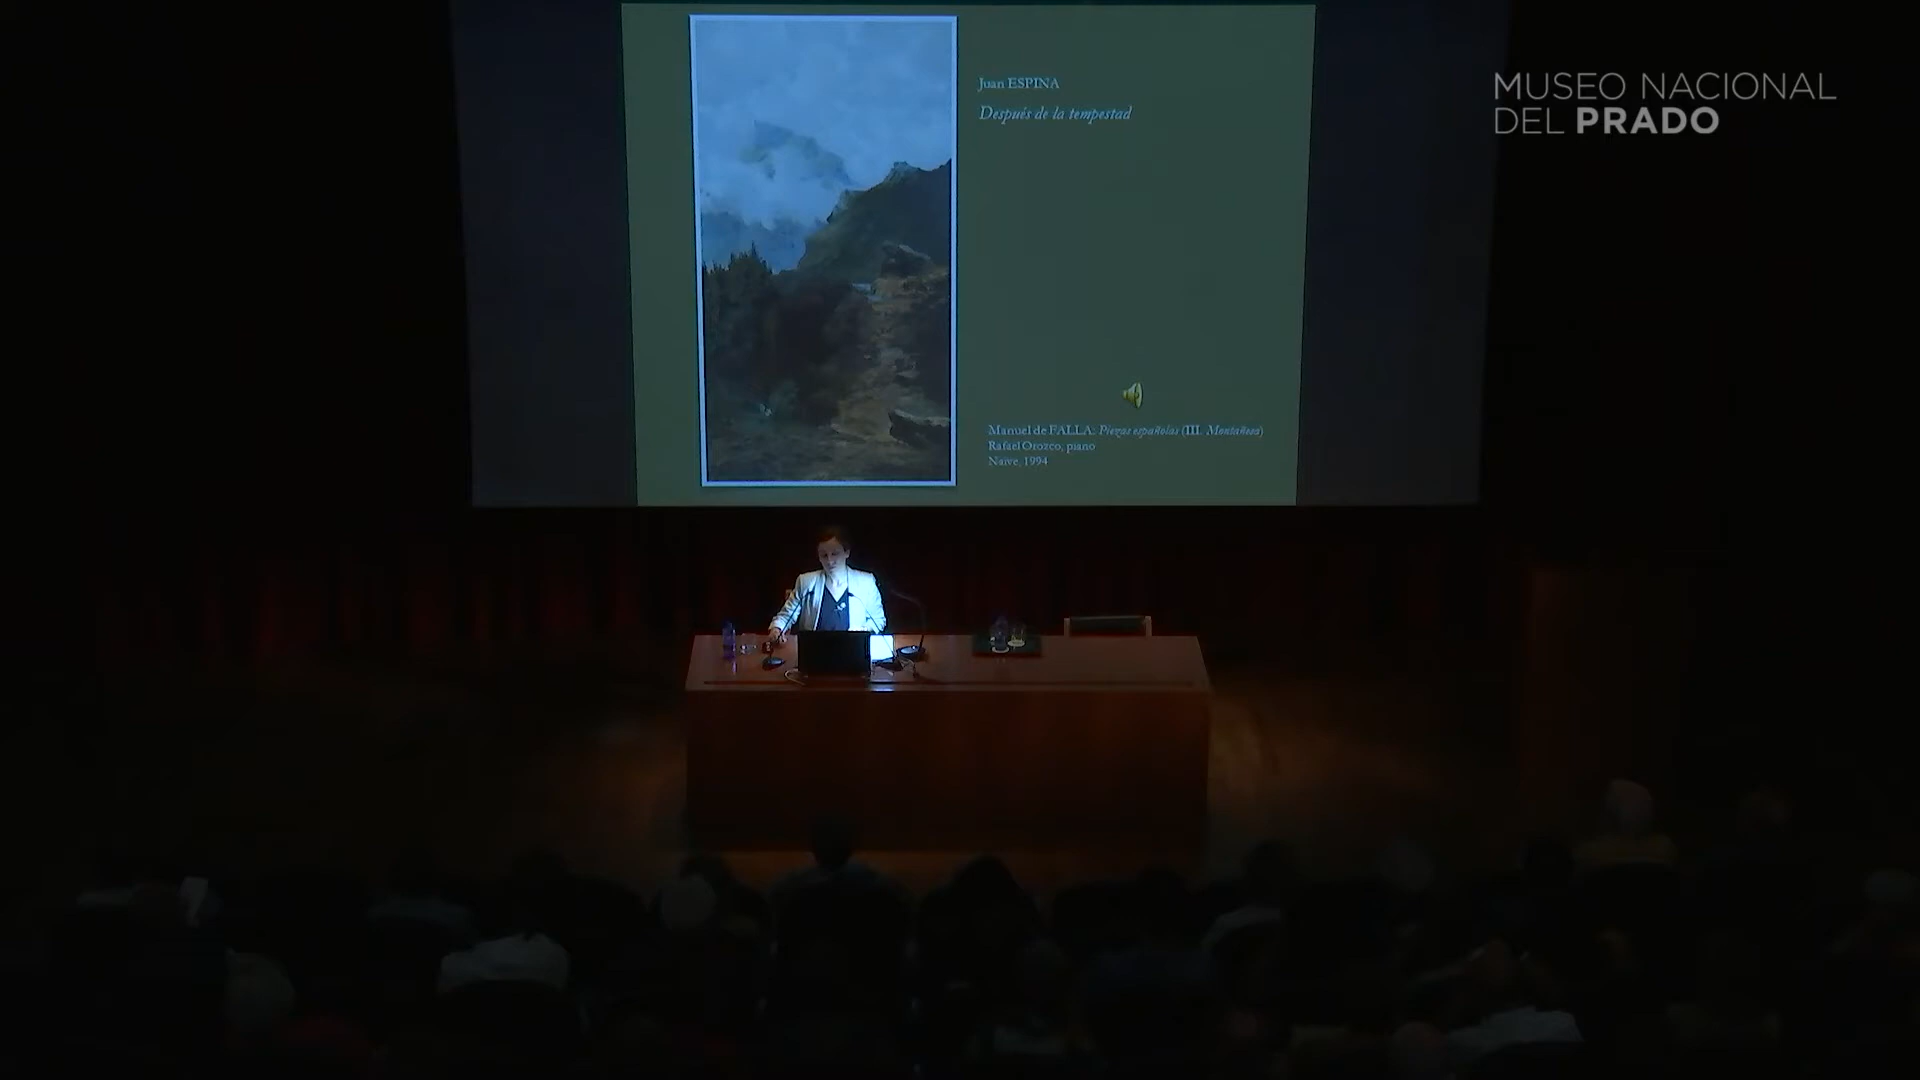 MUSEO NACIONAL
DEL PRADO
Juan ESPINA
Después de la tempestad
Manuel de FALLA: Piezas españolas (III. Montañesa)
Rafael Orozco, piano
Naïve, 1994